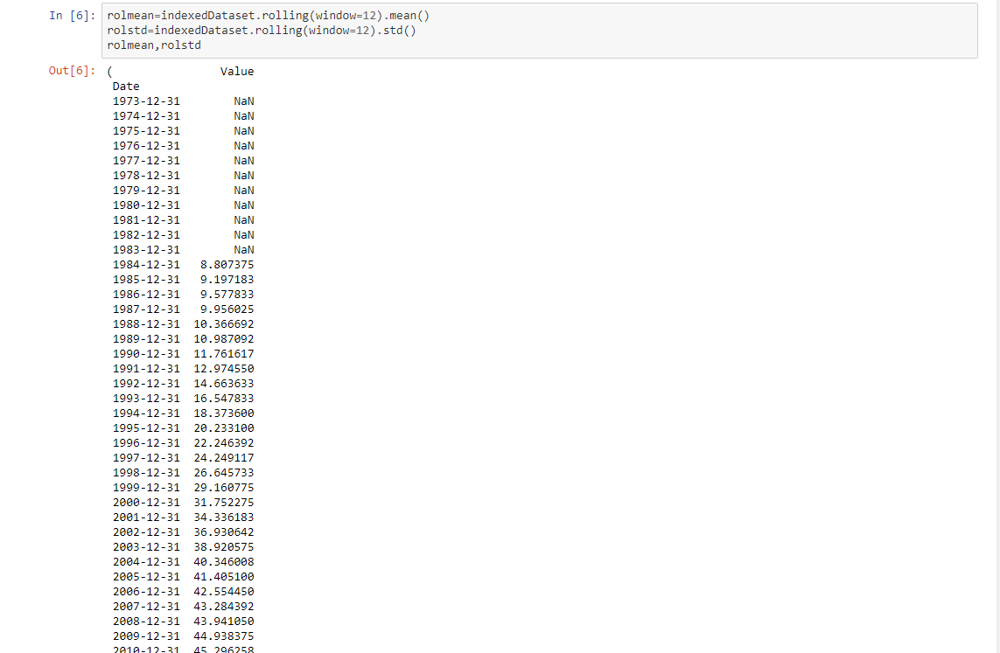 In [6]: rolmean=indexedDataset.rolling(window=12).mean()
rolstd=indexedDataset.rolling(window=12).std()
rolmean,rolstd
Out[6]: ( Value
Date
1973-12-31 NaN
1974-12-31 NaN
1975-12-31 NaN
1976-12-31 NaN
1977-12-31 NaN
1978-12-31 NaN
1979-12-31 NaN
1980-12-31 NaN
1981-12-31 NaN
1982-12-31 NaN
1983-12-31 NaN
1984-12-31 8.807375
1985-12-31 9.197183
1986-12-31 9.577833
1987-12-31 9.956025
1988-12-31 10.366692
1989-12-31 10.987092
1990-12-31 11.761617
1991-12-31 12.974550
1992-12-31 14.663633
1993-12-31 16.547833
1994-12-31 18.373600
1995-12-31 20.233100
1996-12-31 22.246392
1997-12-31 24.249117
1998-12-31 26.645733
1999-12-31 29.160775
2000-12-31 31.752275
2001-12-31 34.336183
2002-12-31 36.930642
2003-12-31 38.920575
2004-12-31 40.346008
2005-12-31 41.405100
2006-12-31 42.554450
2007-12-31 43.284392
2008-12-31 43.941050
2009-12-31 44.938375
2010-12-31 45.296258